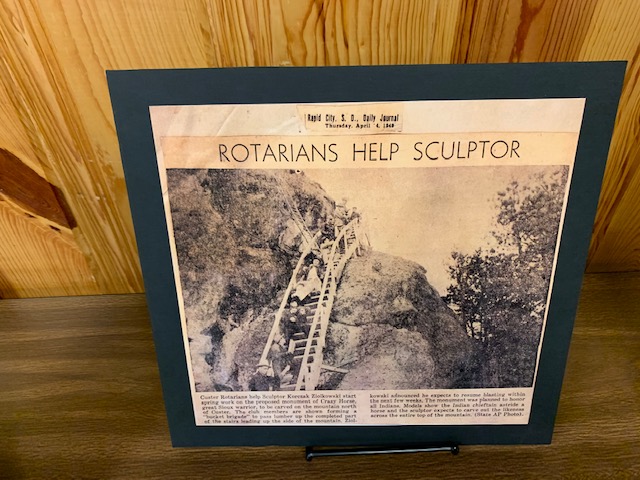 Rapid City, S. D., Daily Journal
Thursday, April 4, 1949
ROTARIANS HELP SCULPTOR
Custer Rotarians help Sculptor Korczak Ziolkowski start
spring work on the proposed monument of Crazy Horse,
great Sioux warrior, to be carved on the mountain north
of Custer. The club members are shown forming a
"bucket brigade" to pass lumber up the completed part
of the stairs leading up the side of the mountain. Ziol-
kowski announced he expects to resume blasting within
the next few weeks. The monument was planned to honor
all Indians. Models show the Indian chieftain astride a
horse and the sculptor expects to carve out the likeness
across the entire top of the mountain. (State AP Photo).